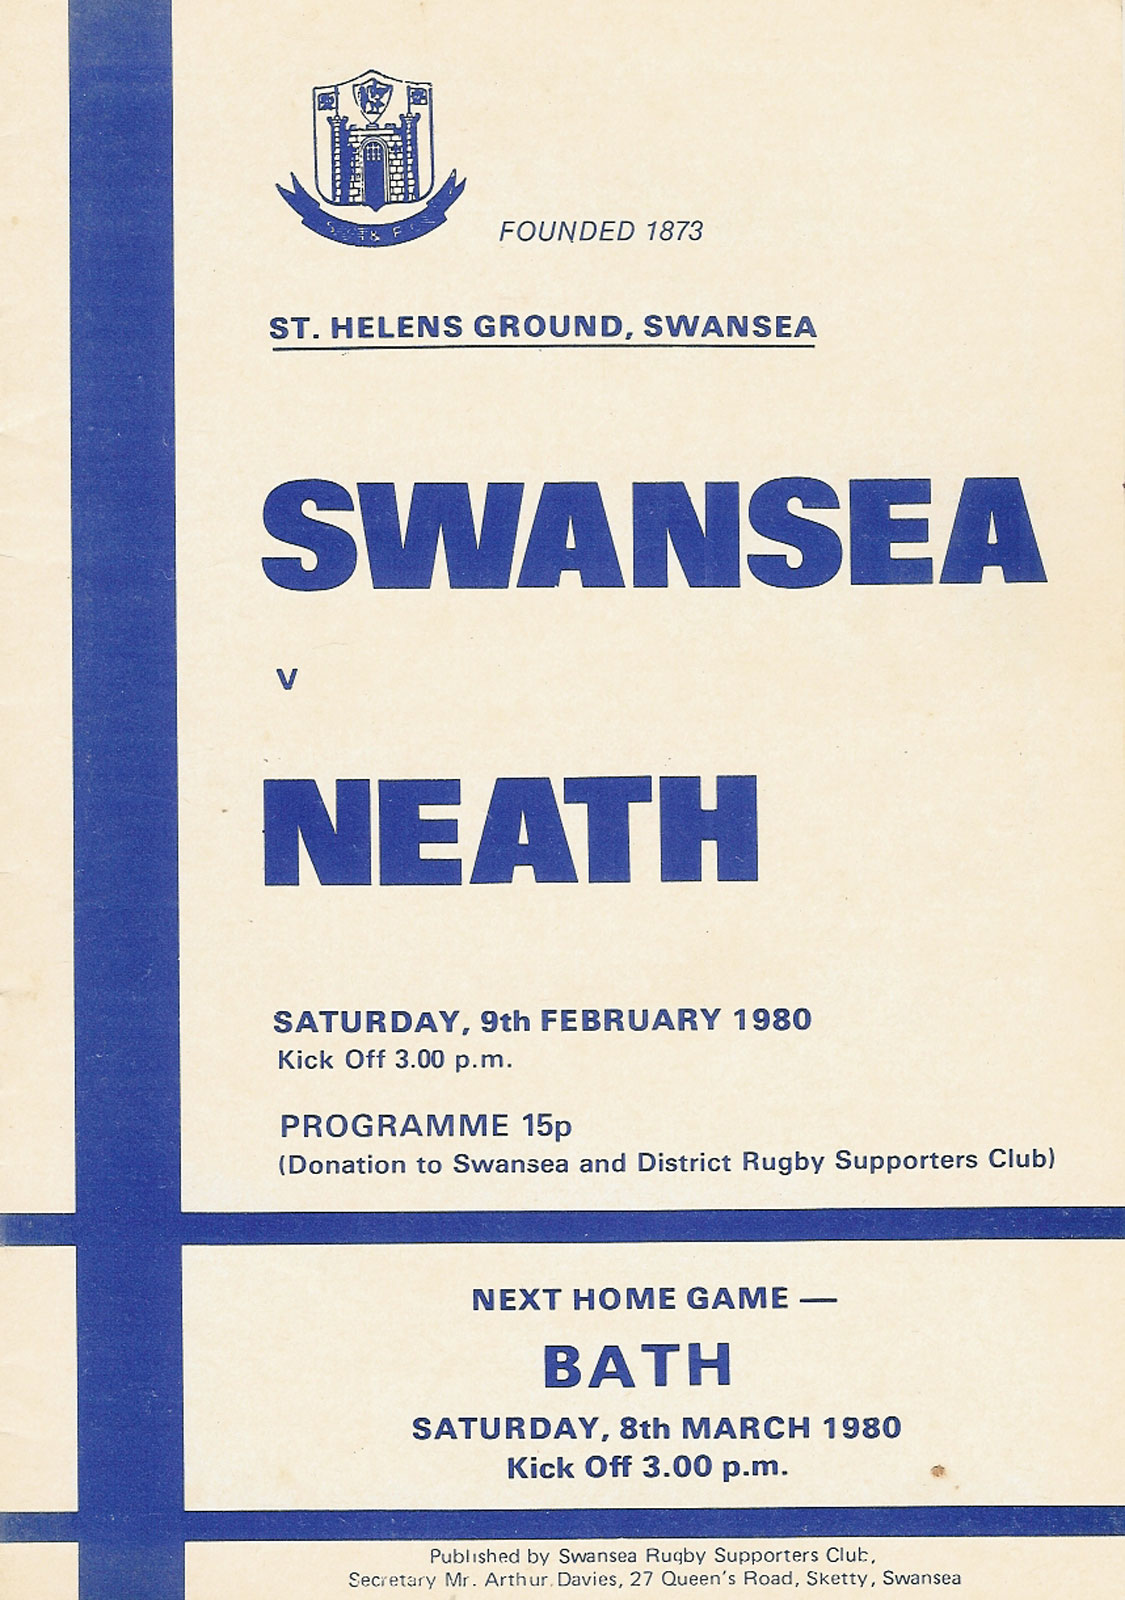 FOUNDED 1873
ST. HELENS GROUND, SWANSEA
SWANSEA
v
NEATH
SATURDAY, 9th FEBRUARY 1980
Kick Off 3.00 p.m.
PROGRAMME 15p
(Donation to Swansea and District Rugby Supporters Club)
NEXT HOME GAME —
BATH
SATURDAY, 8th MARCH 1980
Kick Off 3.00 p.m.
Published by Swansea Rugby Supporters Club,
Secretary Mr. Arthur Davies, 27 Queen's Road, Sketty, Swansea